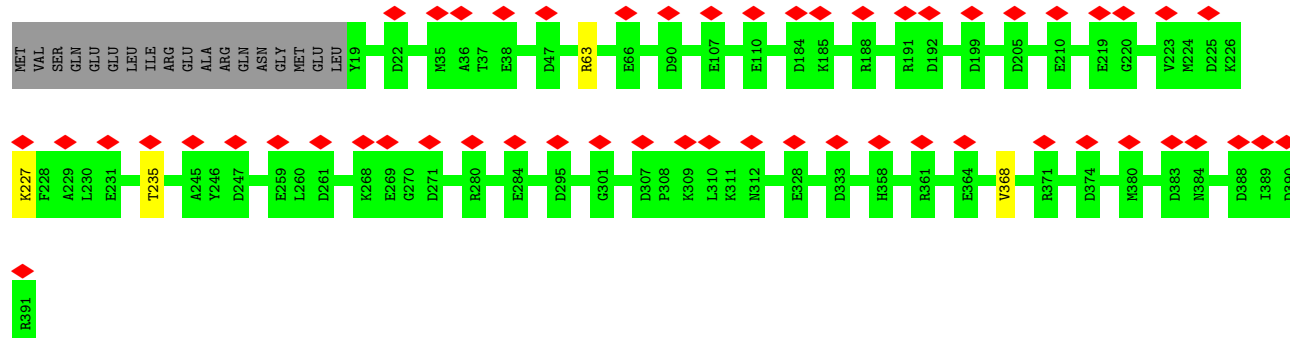 MET VAL SER GLN GLU GLU LEU ILE ARG GLU ALA ARG GLN ASN GLY MET GLU LEU Y19 D22 M35 A36 T37 E38 D47 R63 E66 D90 E107 E110 D184 K185 R188 R191 D192 D199 D205 E210 E219 G220 V223 M224 D225 K226
K227 F228 A229 L230 E231 T235 A245 Y246 D247 E259 L260 D261 K268 E269 G270 D271 R280 E284 D295 G301 D307 P308 K309 L310 K311 N312 E328 D333 H358 R361 E364 V368 R371 D374 M380 D383 N384 D388 I389 D390
R391